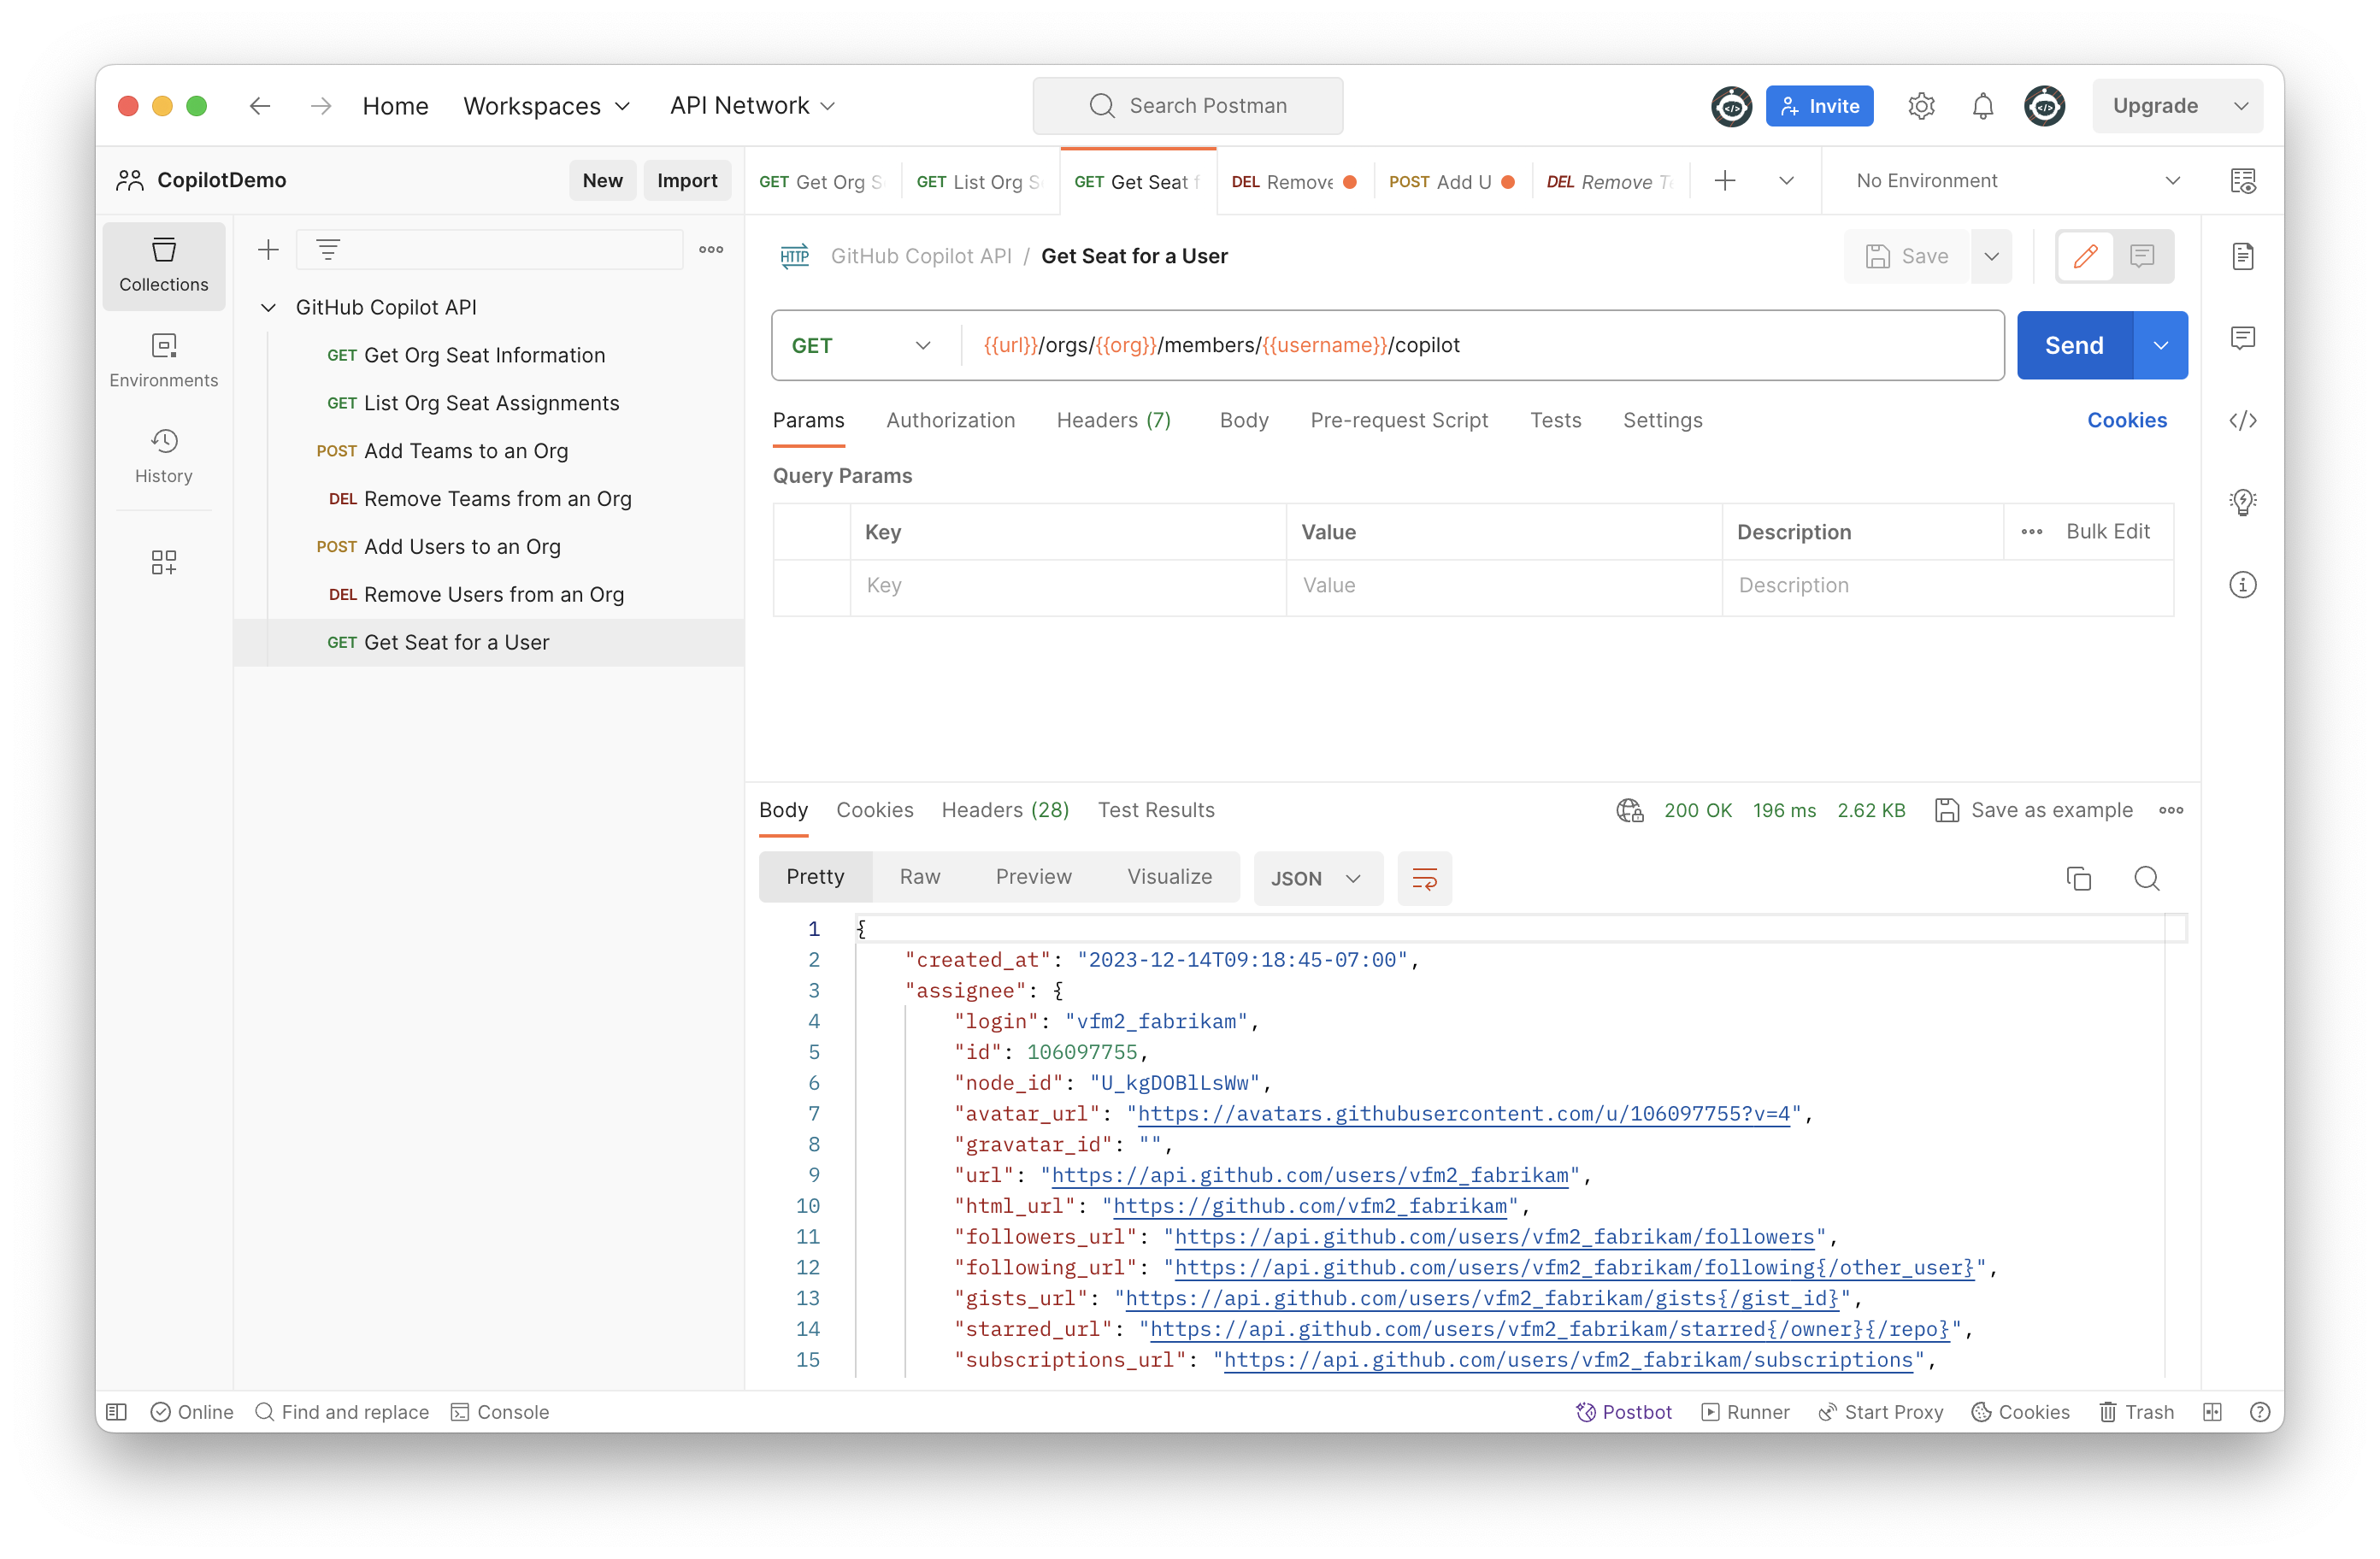 Home
Workspaces
API Network
Search Postman
Invite
Upgrade
CopilotDemo
New
Import
GET Get Org S
GET List Org S
GET Get Seat f
DEL Remove
POST Add U
DEL Remove Te
No Environment
Collections
Environments
History
GitHub Copilot API
GET Get Org Seat Information
GET List Org Seat Assignments
POST Add Teams to an Org
DEL Remove Teams from an Org
POST Add Users to an Org
DEL Remove Users from an Org
GET Get Seat for a User
HTTP
GitHub Copilot API / Get Seat for a User
Save
GET
{{url}}/orgs/{{org}}/members/{{username}}/copilot
Send
Params
Authorization
Headers (7)
Body
Pre-request Script
Tests
Settings
Cookies
Query Params
Key
Value
Description
Bulk Edit
Key
Value
Description
Body
Cookies
Headers (28)
Test Results
200 OK
196 ms
2.62 KB
Save as example
Pretty
Raw
Preview
Visualize
JSON
1 {
2 "created_at": "2023-12-14T09:18:45-07:00",
3 "assignee": {
4 "login": "vfm2_fabrikam",
5 "id": 106097755,
6 "node_id": "U_kgDOBlLsWw",
7 "avatar_url": "https://avatars.githubusercontent.com/u/106097755?v=4",
8 "gravatar_id": "",
9 "url": "https://api.github.com/users/vfm2_fabrikam",
10 "html_url": "https://github.com/vfm2_fabrikam",
11 "followers_url": "https://api.github.com/users/vfm2_fabrikam/followers",
12 "following_url": "https://api.github.com/users/vfm2_fabrikam/following{/other_user}",
13 "gists_url": "https://api.github.com/users/vfm2_fabrikam/gists{/gist_id}",
14 "starred_url": "https://api.github.com/users/vfm2_fabrikam/starred{/owner}{/repo}",
15 "subscriptions_url": "https://api.github.com/users/vfm2_fabrikam/subscriptions",
Online
Find and replace
Console
Postbot
Runner
Start Proxy
Cookies
Trash